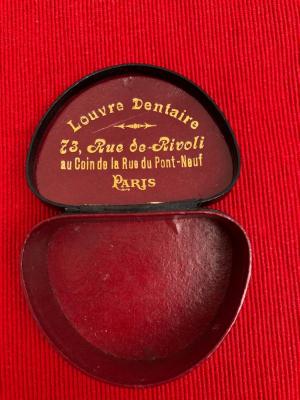 Louvre Dentaire
73, Rue de Rivoli
au Coin de la Rue du Pont-Neuf
PARIS